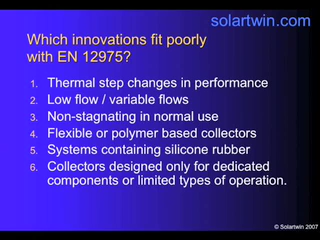 solartwin.com
Which innovations fit poorly
with EN 12975?
1. Thermal step changes in performance
2. Low flow / variable flows
3. Non-stagnating in normal use
4. Flexible or polymer based collectors
5. Systems containing silicone rubber
6. Collectors designed only for dedicated
components or limited types of operation.
© Solartwin 2007